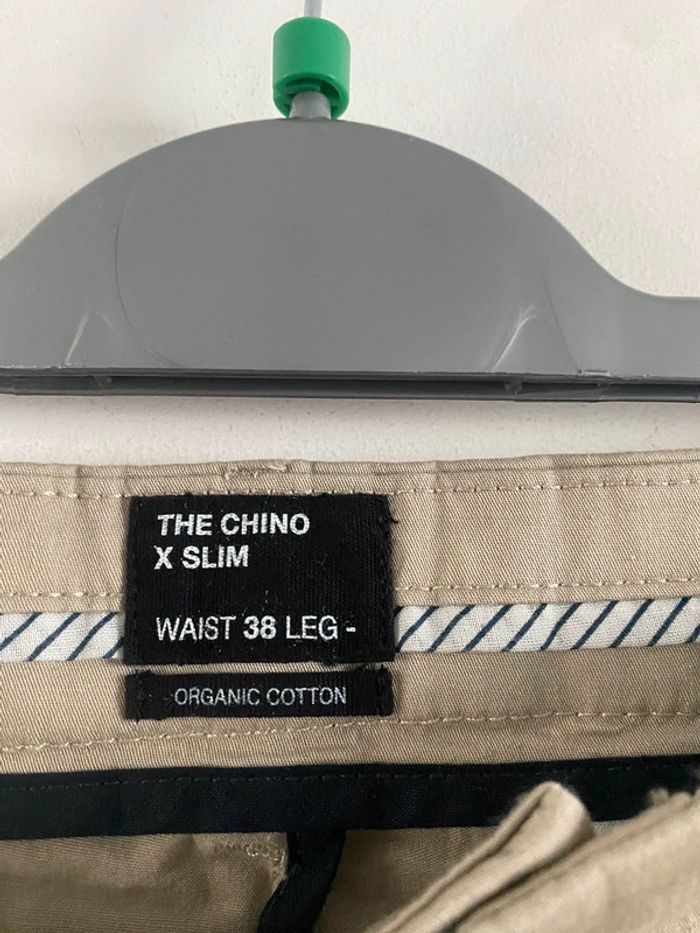 THE CHINO
X SLIM
WAIST 38 LEG -
ORGANIC COTTON